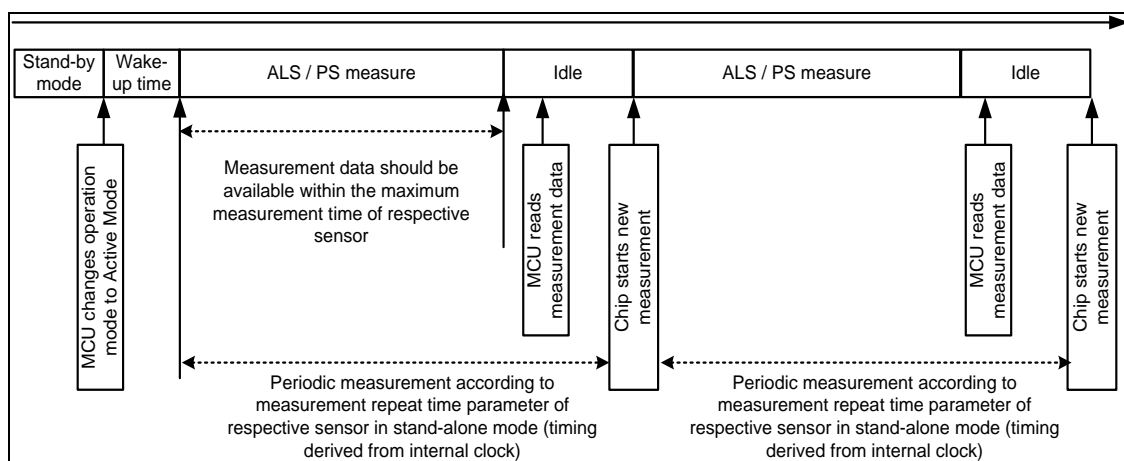 Stand-by
mode
Wake-
up time
ALS / PS measure
Idle
ALS / PS measure
Idle
MCU changes operation
mode to Active Mode
Measurement data should be
available within the maximum
measurement time of respective
sensor
MCU reads
measurement data
Chip starts new
measurement
MCU reads
measurement data
Chip starts new
measurement
Periodic measurement according to
measurement repeat time parameter of
respective sensor in stand-alone mode (timing
derived from internal clock)
Periodic measurement according to
measurement repeat time parameter of
respective sensor in stand-alone mode (timing
derived from internal clock)